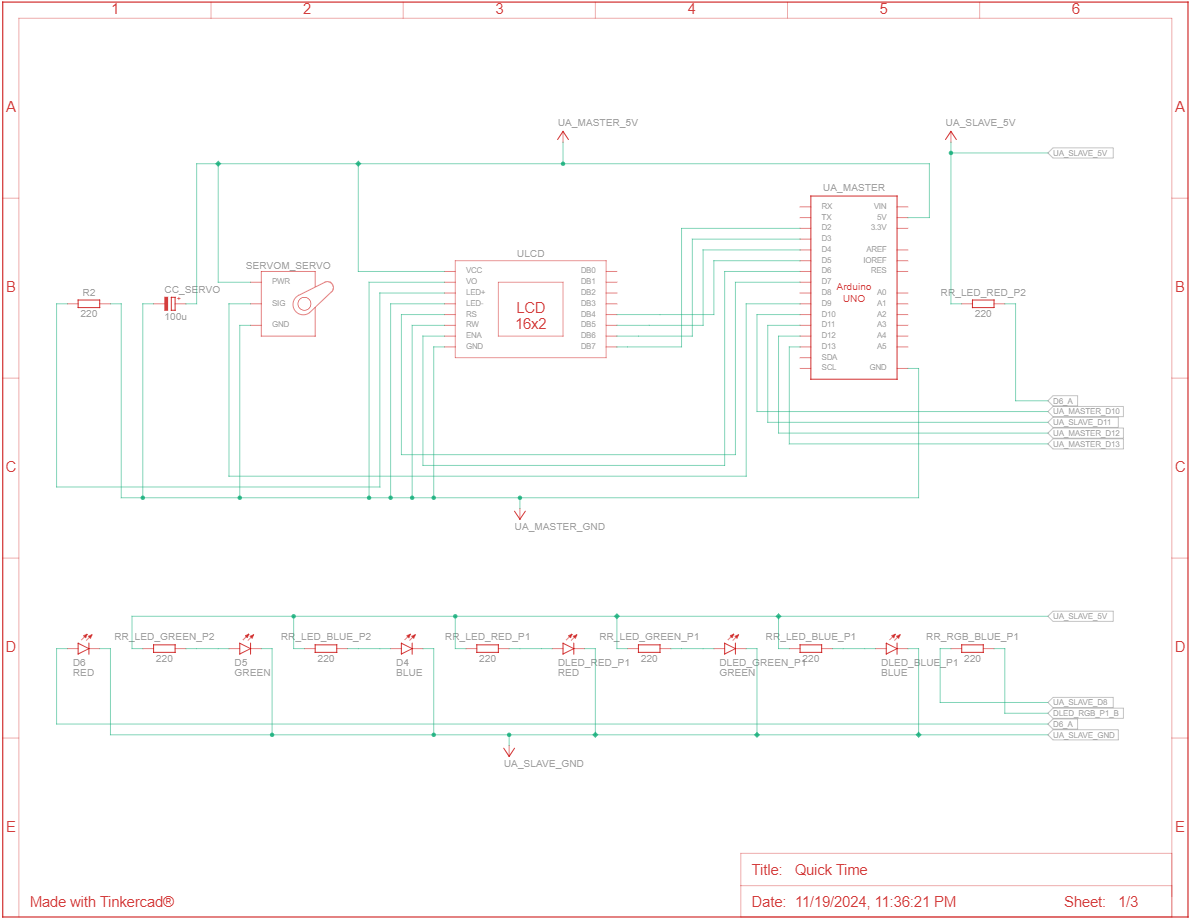 1 2 3 4 5 6
A A
UA_MASTER_5V UA_SLAVE_5V
UA_SLAVE_5V
UA_MASTER
RX VIN
TX 5V
D2 3.3V
D3
D4 AREF
D5 IOREF
D6 RES
D7
D8 A0
D9 A1
D10 A2
D11 A3
D12 A4
D13 A5
SDA
SCL GND
Arduino
UNO
ULCD
VCC DB0
VO DB1
LED+ DB2
LED- DB3
RS DB4
RW DB5
ENA DB6
GND DB7
LCD
16x2
SERVOM_SERVO
PWR
SIG
GND
B B
R2
220
CC_SERVO
+
100u
RR_LED_RED_P2
220
D6_A
UA_MASTER_D10
UA_SLAVE_D11
UA_MASTER_D12
UA_MASTER_D13
C C
UA_MASTER_GND
UA_SLAVE_5V
D D
D6
RED
RR_LED_GREEN_P2
220
D5
GREEN
RR_LED_BLUE_P2
220
D4
BLUE
RR_LED_RED_P1
220
DLED_RED_P1
RED
RR_LED_GREEN_P1
220
DLED_GREEN_P1
GREEN
RR_LED_BLUE_P1
220
DLED_BLUE_P1
BLUE
RR_RGB_BLUE_P1
220
UA_SLAVE_D8
DLED_RGB_P1_B
D6_A
UA_SLAVE_GND
UA_SLAVE_GND
E E
Title: Quick Time
Made with Tinkercad®
Date: 11/19/2024, 11:36:21 PM Sheet: 1/3